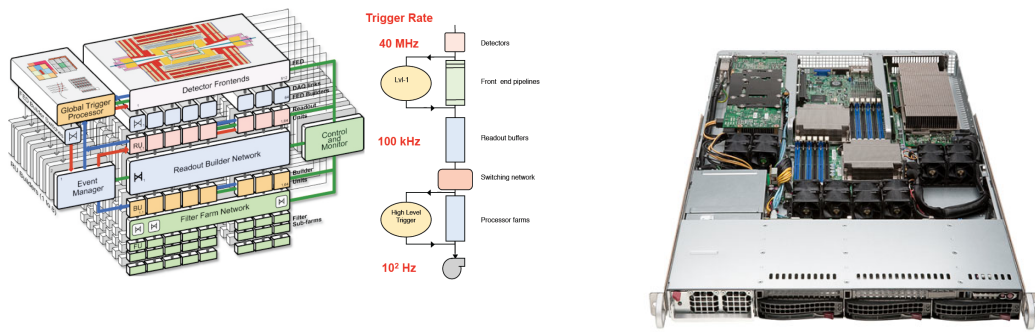 Global Trigger
Processor
Detector Frontends
FED
DAQ links
Readout
Units
RU
Event
Manager
Readout Builder Network
Control
and
Monitor
BU
Builder
Units
Filter Farm Network
Filter
Sub-farms
Trigger Rate
40 MHz
Detectors
Lvl-1
Front end pipelines
100 kHz
Readout buffers
Switching network
High Level
Trigger
Processor farms
10² Hz